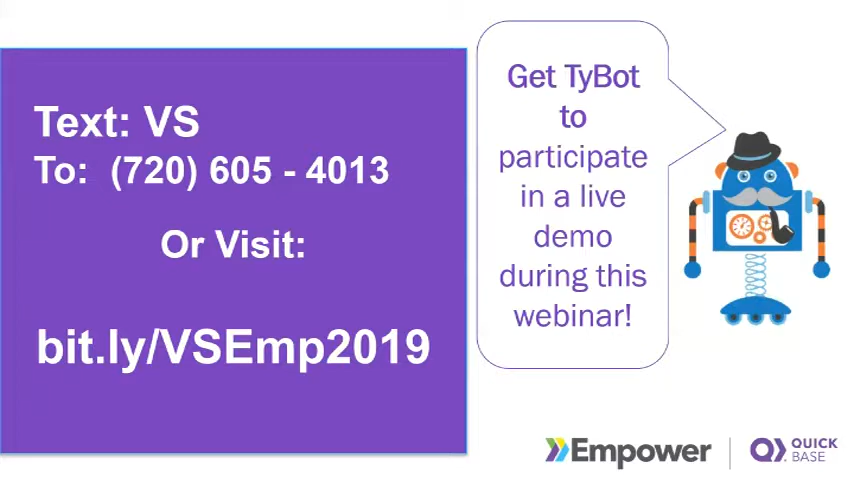 Text: VS
To: (720) 605 - 4013
Or Visit:
bit.ly/VSEmp2019
Get TyBot
to
participate
in a live
demo
during this
webinar!
Empower
QUICK
BASE